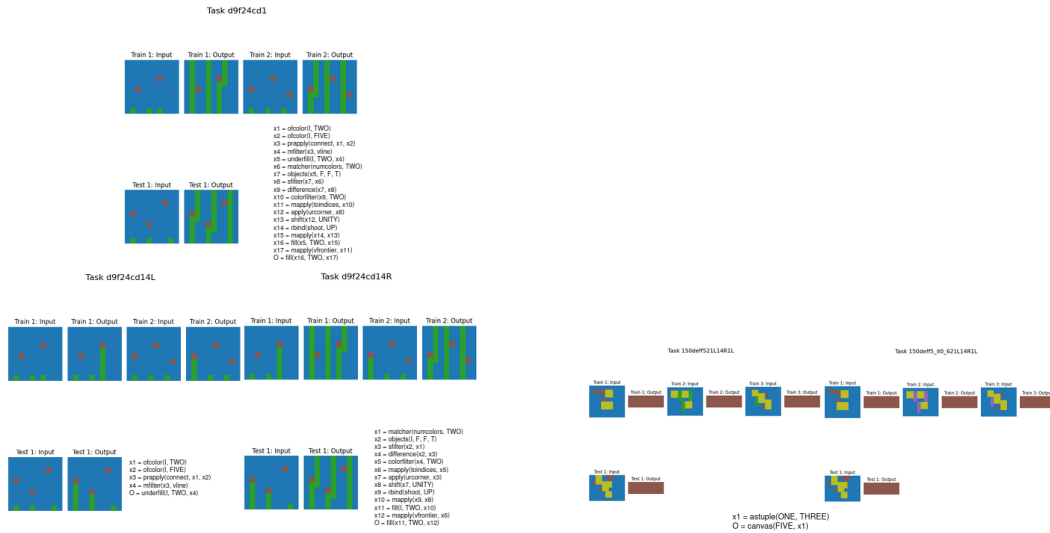 Task d9f24cd1
Train 1: Input
Train 1: Output
Train 2: Input
Train 2: Output
x1 = ofcolor(I, TWO)
x2 = ofcolor(I, FIVE)
x3 = prapply(connect, x1, x2)
x4 = mfilter(x3, vline)
x5 = underfill(I, TWO, x4)
x6 = matcher(numcolors, TWO)
x7 = objects(x5, F, F, T)
x8 = sfilter(x7, x6)
x9 = difference(x7, x8)
x10 = colorfilter(x9, TWO)
x11 = mapply(toindices, x10)
x12 = apply(urcorner, x8)
x13 = shift(x12, UNITY)
x14 = rbind(shoot, UP)
x15 = mapply(x14, x13)
x16 = fill(x5, TWO, x15)
x17 = mapply(vfrontier, x11)
O = fill(x16, TWO, x17)
Test 1: Input
Test 1: Output
Task d9f24cd14L
Task d9f24cd14R
Train 1: Input
Train 1: Output
Train 2: Input
Train 2: Output
Train 1: Input
Train 1: Output
Train 2: Input
Train 2: Output
Test 1: Input
Test 1: Output
x1 = ofcolor(I, TWO)
x2 = ofcolor(I, FIVE)
x3 = prapply(connect, x1, x2)
x4 = mfilter(x3, vline)
O = underfill(I, TWO, x4)
Test 1: Input
Test 1: Output
x1 = matcher(numcolors, TWO)
x2 = objects(I, F, F, T)
x3 = sfilter(x2, x1)
x4 = difference(x2, x3)
x5 = colorfilter(x4, TWO)
x6 = mapply(toindices, x5)
x7 = apply(urcorner, x3)
x8 = shift(x7, UNITY)
x9 = rbind(shoot, UP)
x10 = mapply(x9, x8)
x11 = fill(I, TWO, x10)
x12 = mapply(vfrontier, x6)
O = fill(x11, TWO, x12)
Task 150deff521L14R1L
Task 150deff5_it0_621L14R1L
Train 1: Input
Train 1: Output
Train 2: Input
Train 2: Output
Train 3: Input
Train 3: Output
Train 1: Input
Train 1: Output
Train 2: Input
Train 2: Output
Train 3: Input
Train 3: Output
Test 1: Input
Test 1: Output
Test 1: Input
Test 1: Output
x1 = astuple(ONE, THREE)
O = canvas(FIVE, x1)